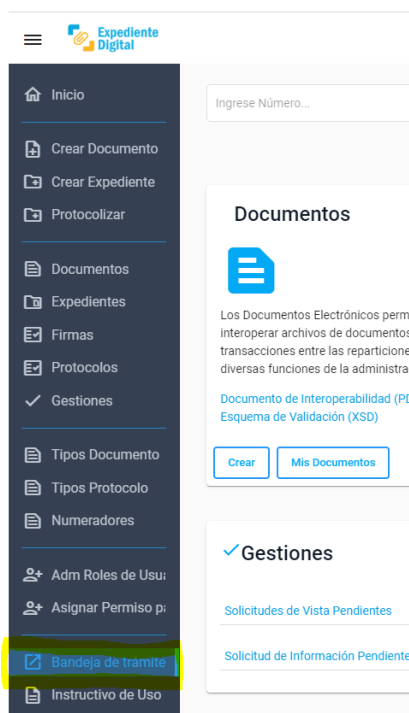 Expediente
Digital
Inicio
Ingrese Número...
Crear Documento
Crear Expediente
Protocolizar
Documentos
Documentos
Expedientes
Firmas
Protocolos
Gestiones
Los Documentos Electrónicos perm
interoperar archivos de documentos
transacciones entre las reparticione
diversas funciones de la administra
Documento de Interoperabilidad (PD
Esquema de Validación (XSD)
Crear
Mis Documentos
Tipos Documento
Tipos Protocolo
Numeradores
Adm Roles de Usua
Asignar Permiso pa
Gestiones
Solicitudes de Vista Pendientes
Solicitud de Información Pendiente
Bandeja de trámite
Instructivo de Uso